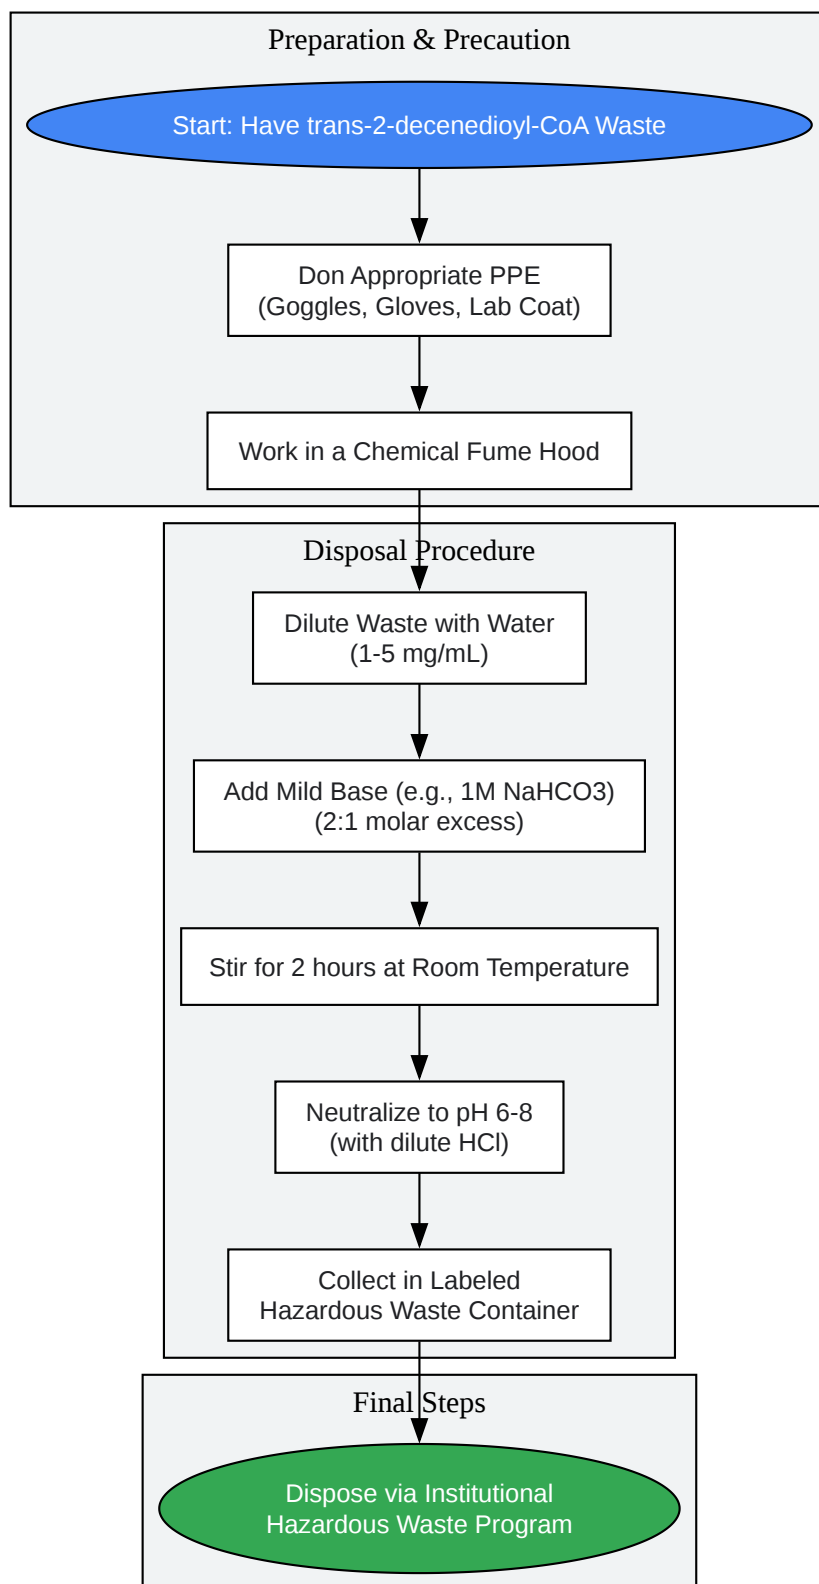 Preparation & Precaution
Start: Have trans-2-decenedioyl-CoA Waste
Don Appropriate PPE
(Goggles, Gloves, Lab Coat)
Work in a Chemical Fume Hood
Disposal Procedure
Dilute Waste with Water
(1-5 mg/mL)
Add Mild Base (e.g., 1M NaHCO3)
(2:1 molar excess)
Stir for 2 hours at Room Temperature
Neutralize to pH 6-8
(with dilute HCl)
Collect in Labeled
Hazardous Waste Container
Final Steps
Dispose via Institutional
Hazardous Waste Program